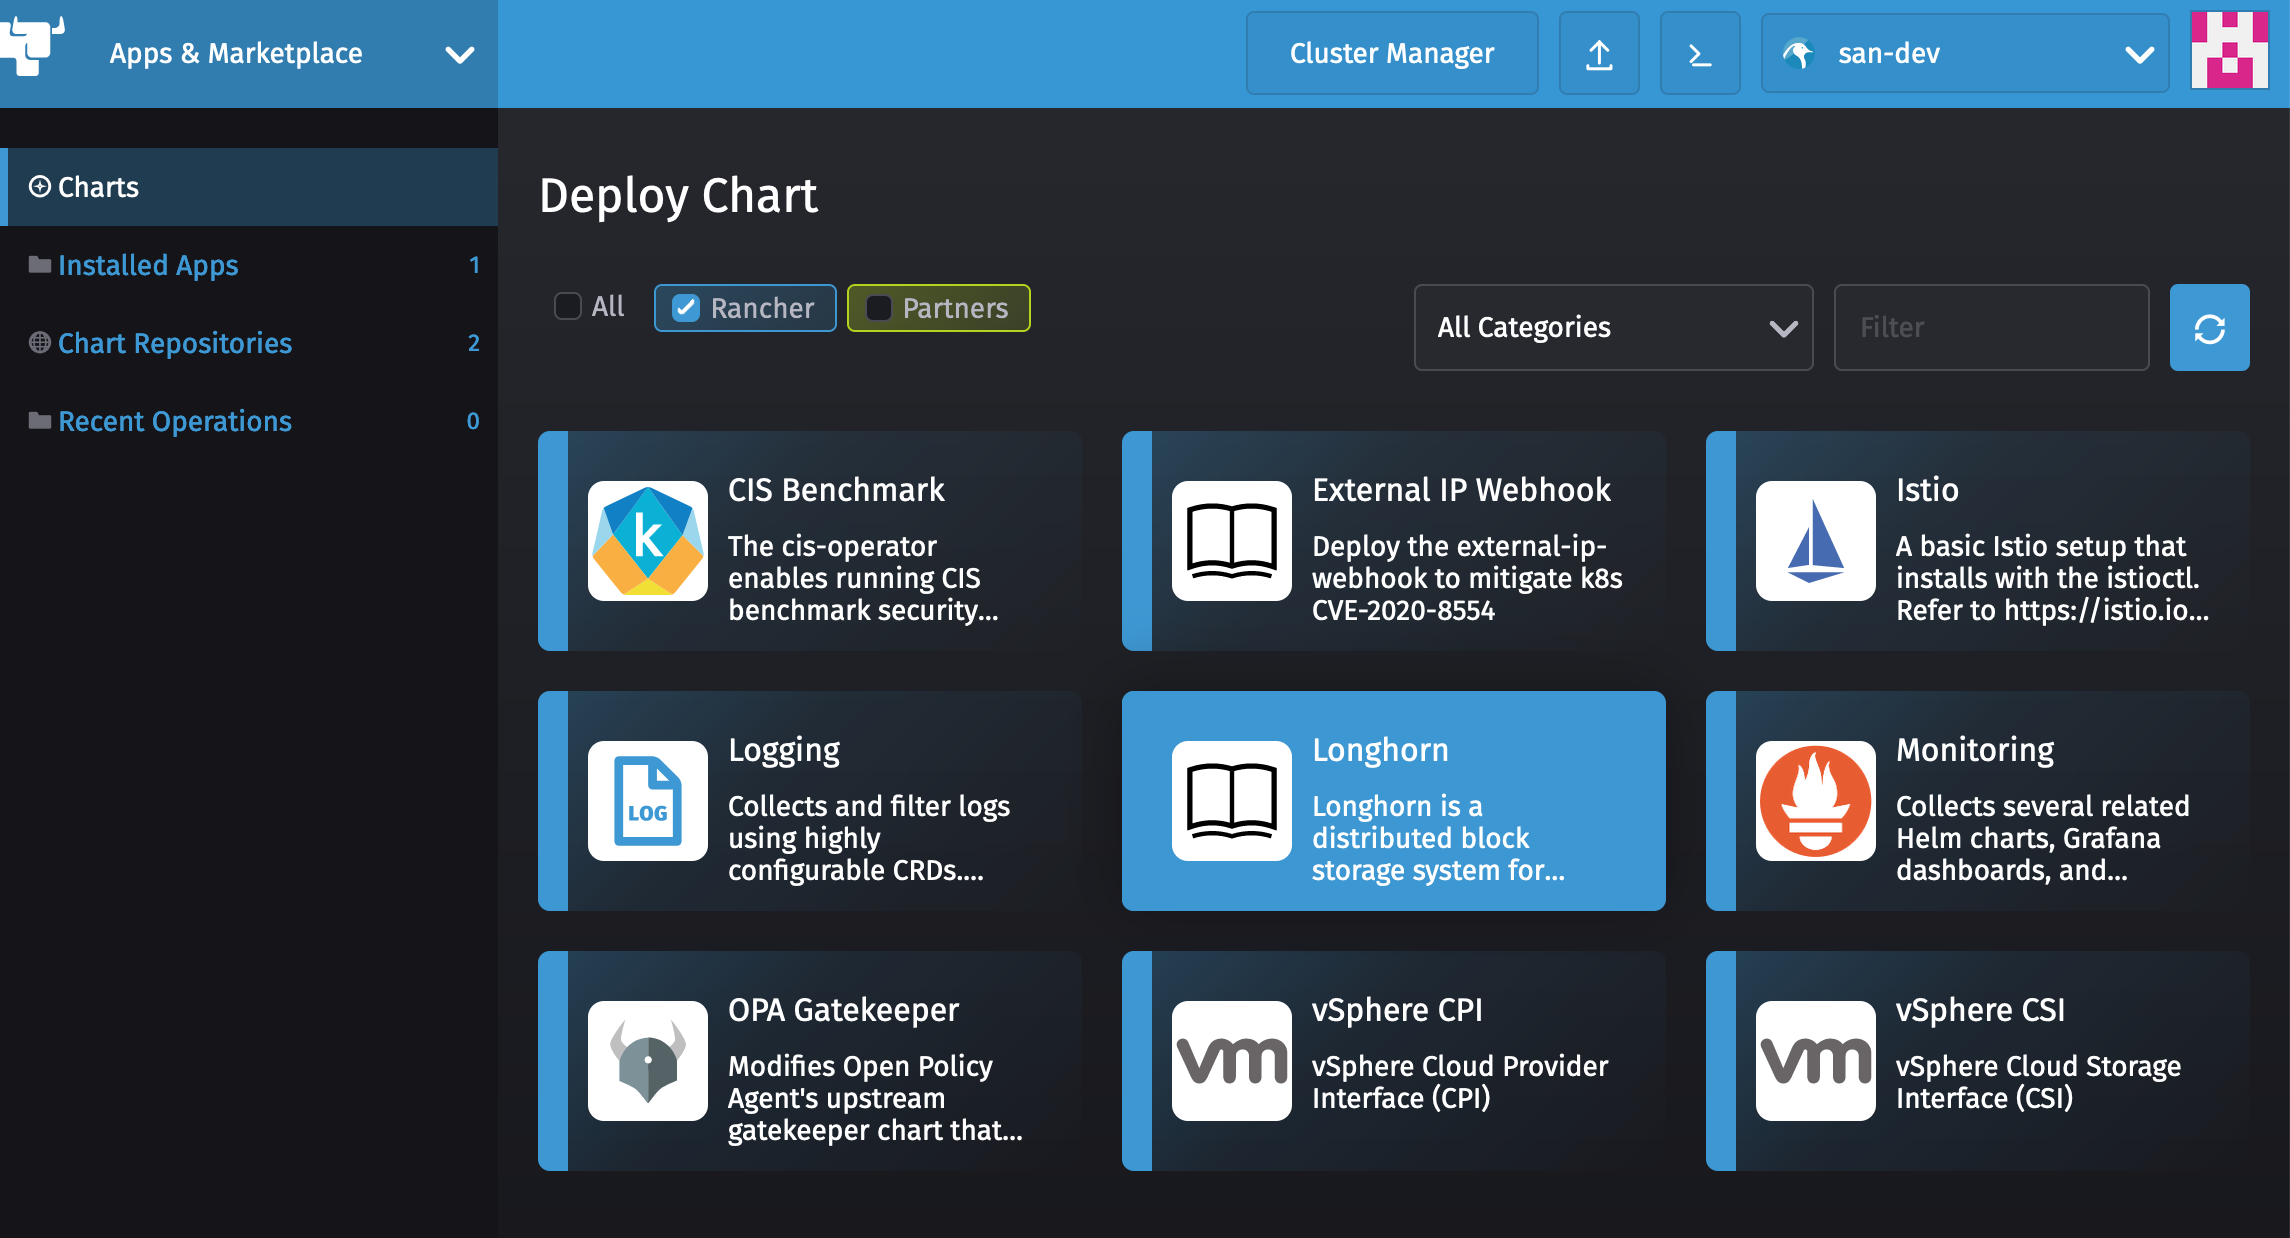 Apps & Marketplace
Cluster Manager
san-dev
Charts
Installed Apps 1
Chart Repositories 2
Recent Operations 0
Deploy Chart
All
Rancher
Partners
All Categories
Filter
CIS Benchmark
The cis-operator
enables running CIS
benchmark security...
k
External IP Webhook
Deploy the external-ip-
webhook to mitigate k8s
CVE-2020-8554
Istio
A basic Istio setup that
installs with the istioctl.
Refer to https://istio.io...
Logging
Collects and filter logs
using highly
configurable CRDs....
LOG
Longhorn
Longhorn is a
distributed block
storage system for...
Monitoring
Collects several related
Helm charts, Grafana
dashboards, and...
OPA Gatekeeper
Modifies Open Policy
Agent's upstream
gatekeeper chart that...
vm
vSphere CPI
vSphere Cloud Provider
Interface (CPI)
vm
vSphere CSI
vSphere Cloud Storage
Interface (CSI)